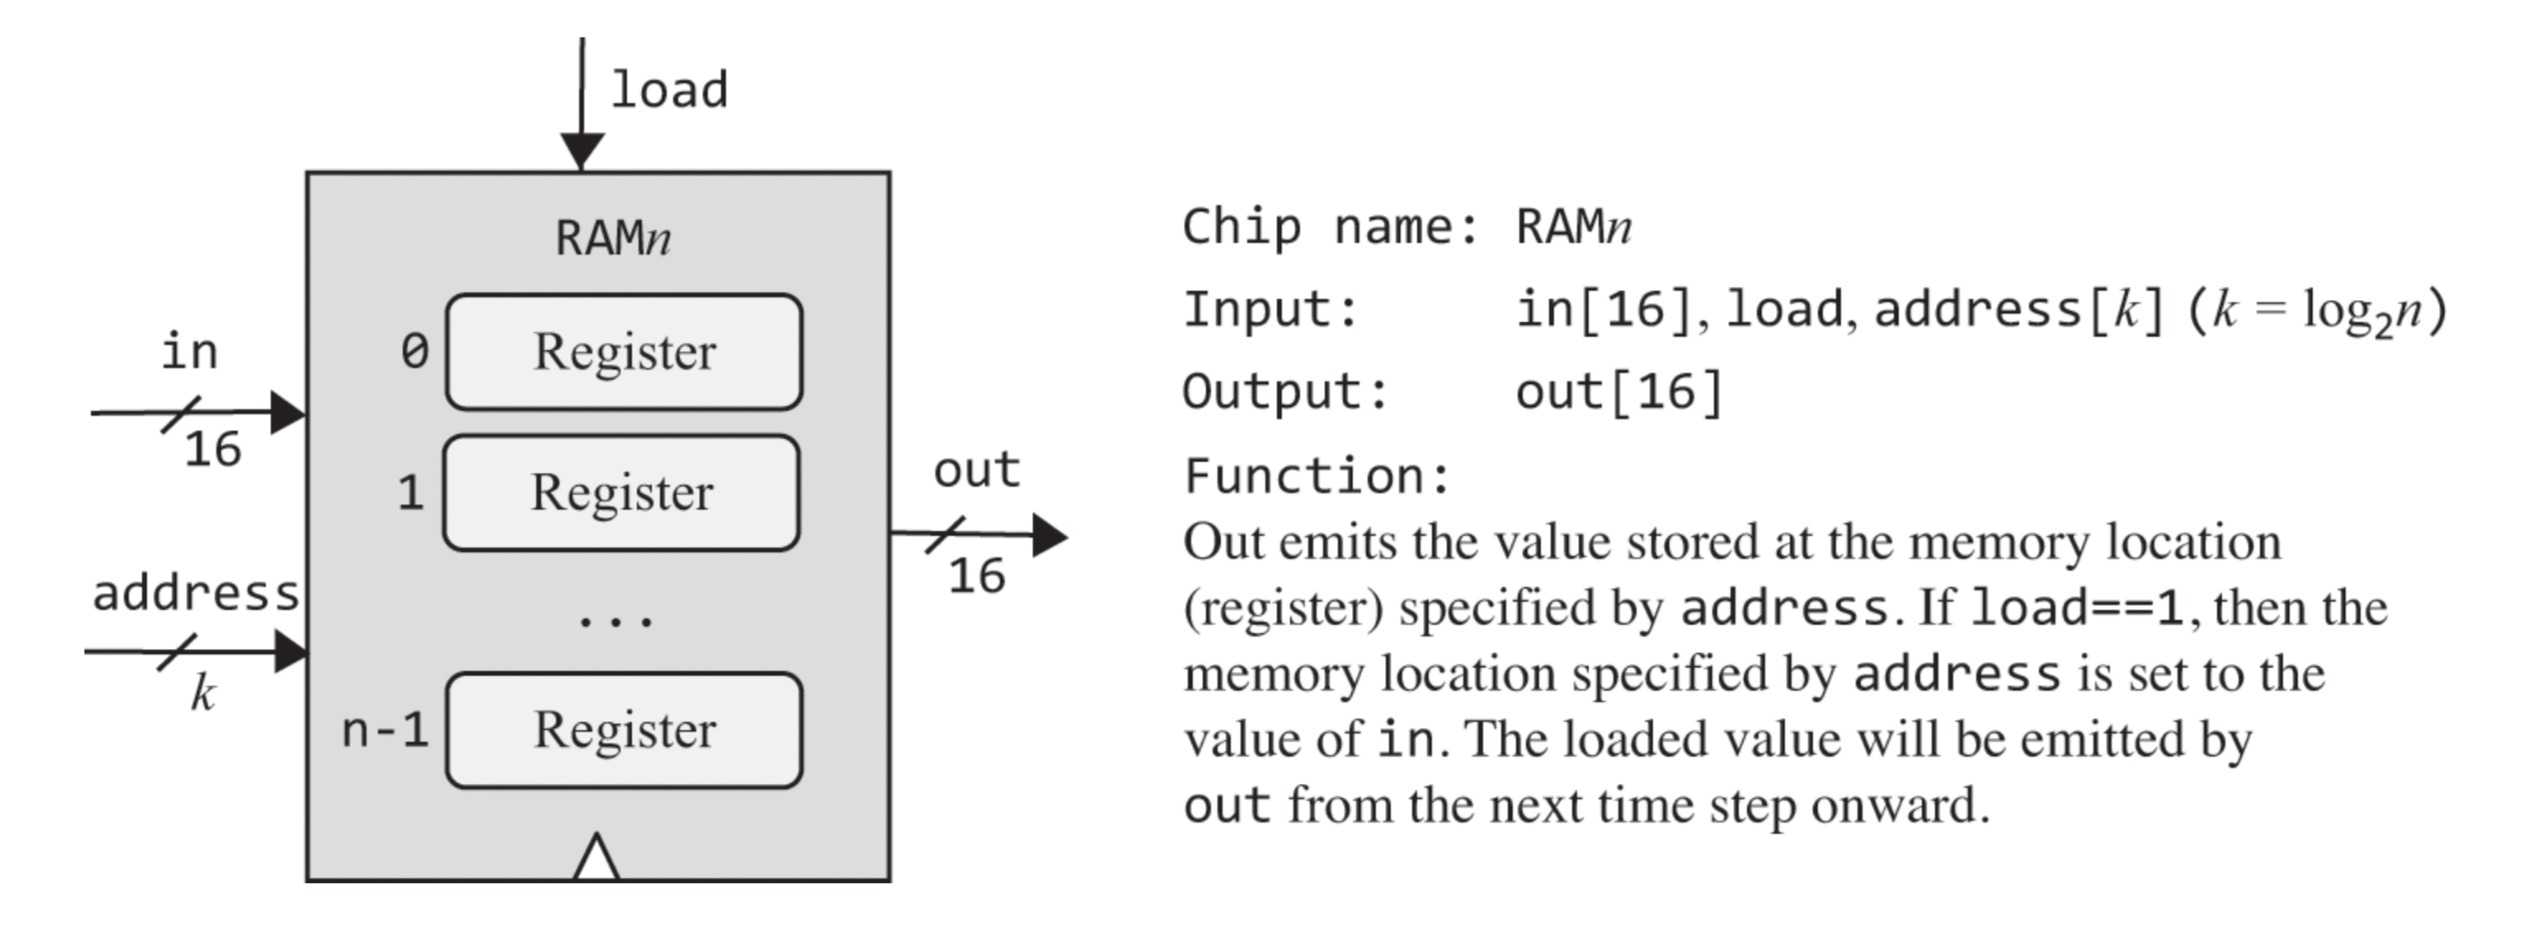 load
RAMn
in
16
0 Register
1 Register
out
16
address
k
...
n-1 Register
Chip name: RAMn
Input: in[16], load, address[k] (k = log₂n)
Output: out[16]
Function:
Out emits the value stored at the memory location
(register) specified by address. If load==1, then the
memory location specified by address is set to the
value of in. The loaded value will be emitted by
out from the next time step onward.